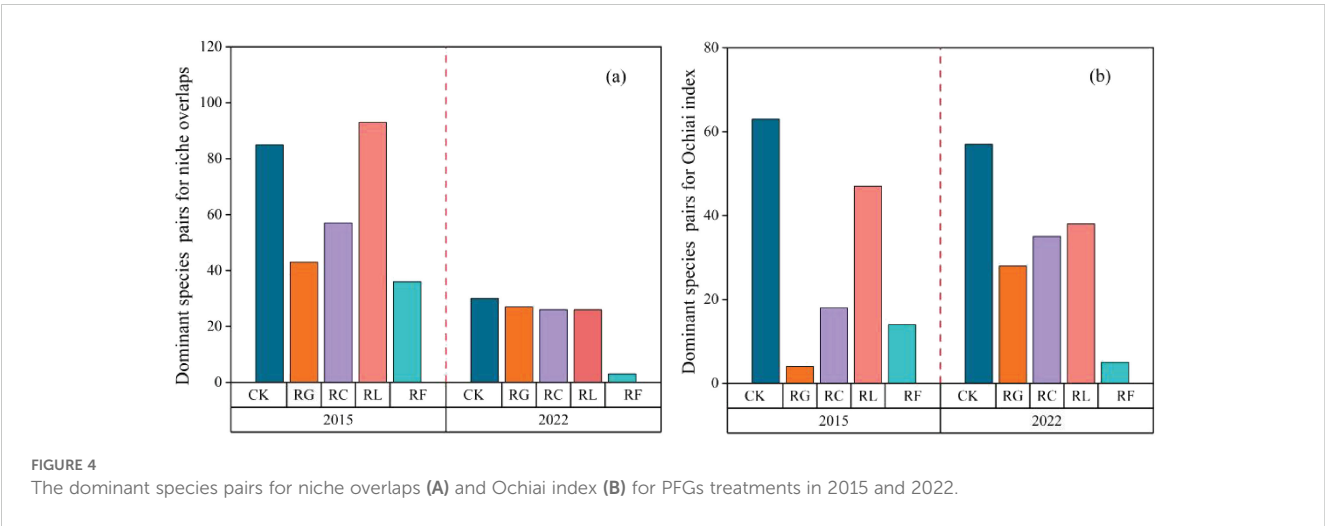 Dominant species pairs for niche overlaps
120
100
80
60
40
20
0
(a)
CK RG RC RL RF CK RG RC RL RF
2015 2022
Dominant species pairs for Ochiai index
80
60
40
20
0
(b)
CK RG RC RL RF CK RG RC RL RF
2015 2022
FIGURE 4
The dominant species pairs for niche overlaps (A) and Ochiai index (B) for PFGs treatments in 2015 and 2022.